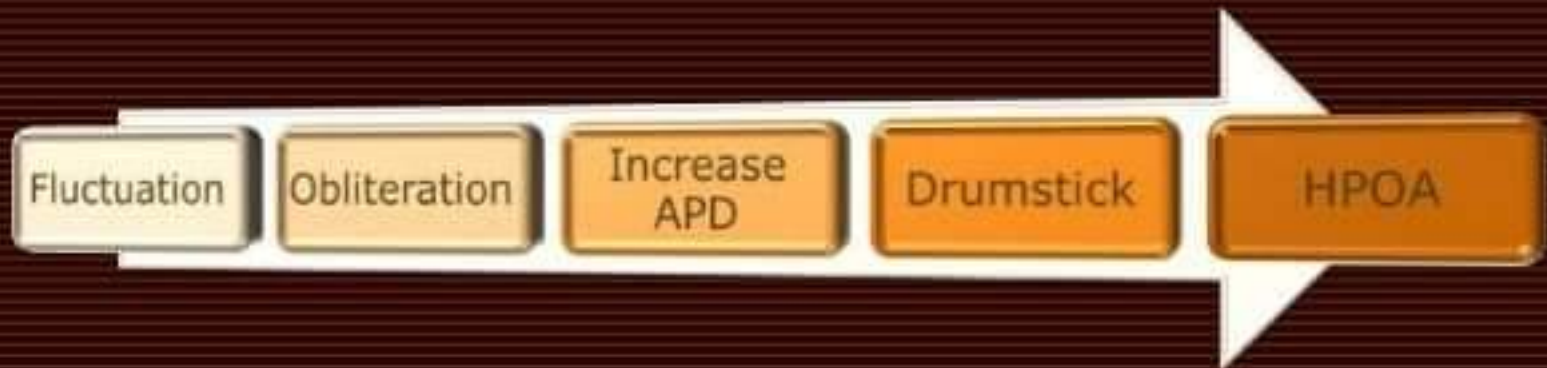 Fluctuation
Obliteration
Increase
APD
Drumstick
HPOA